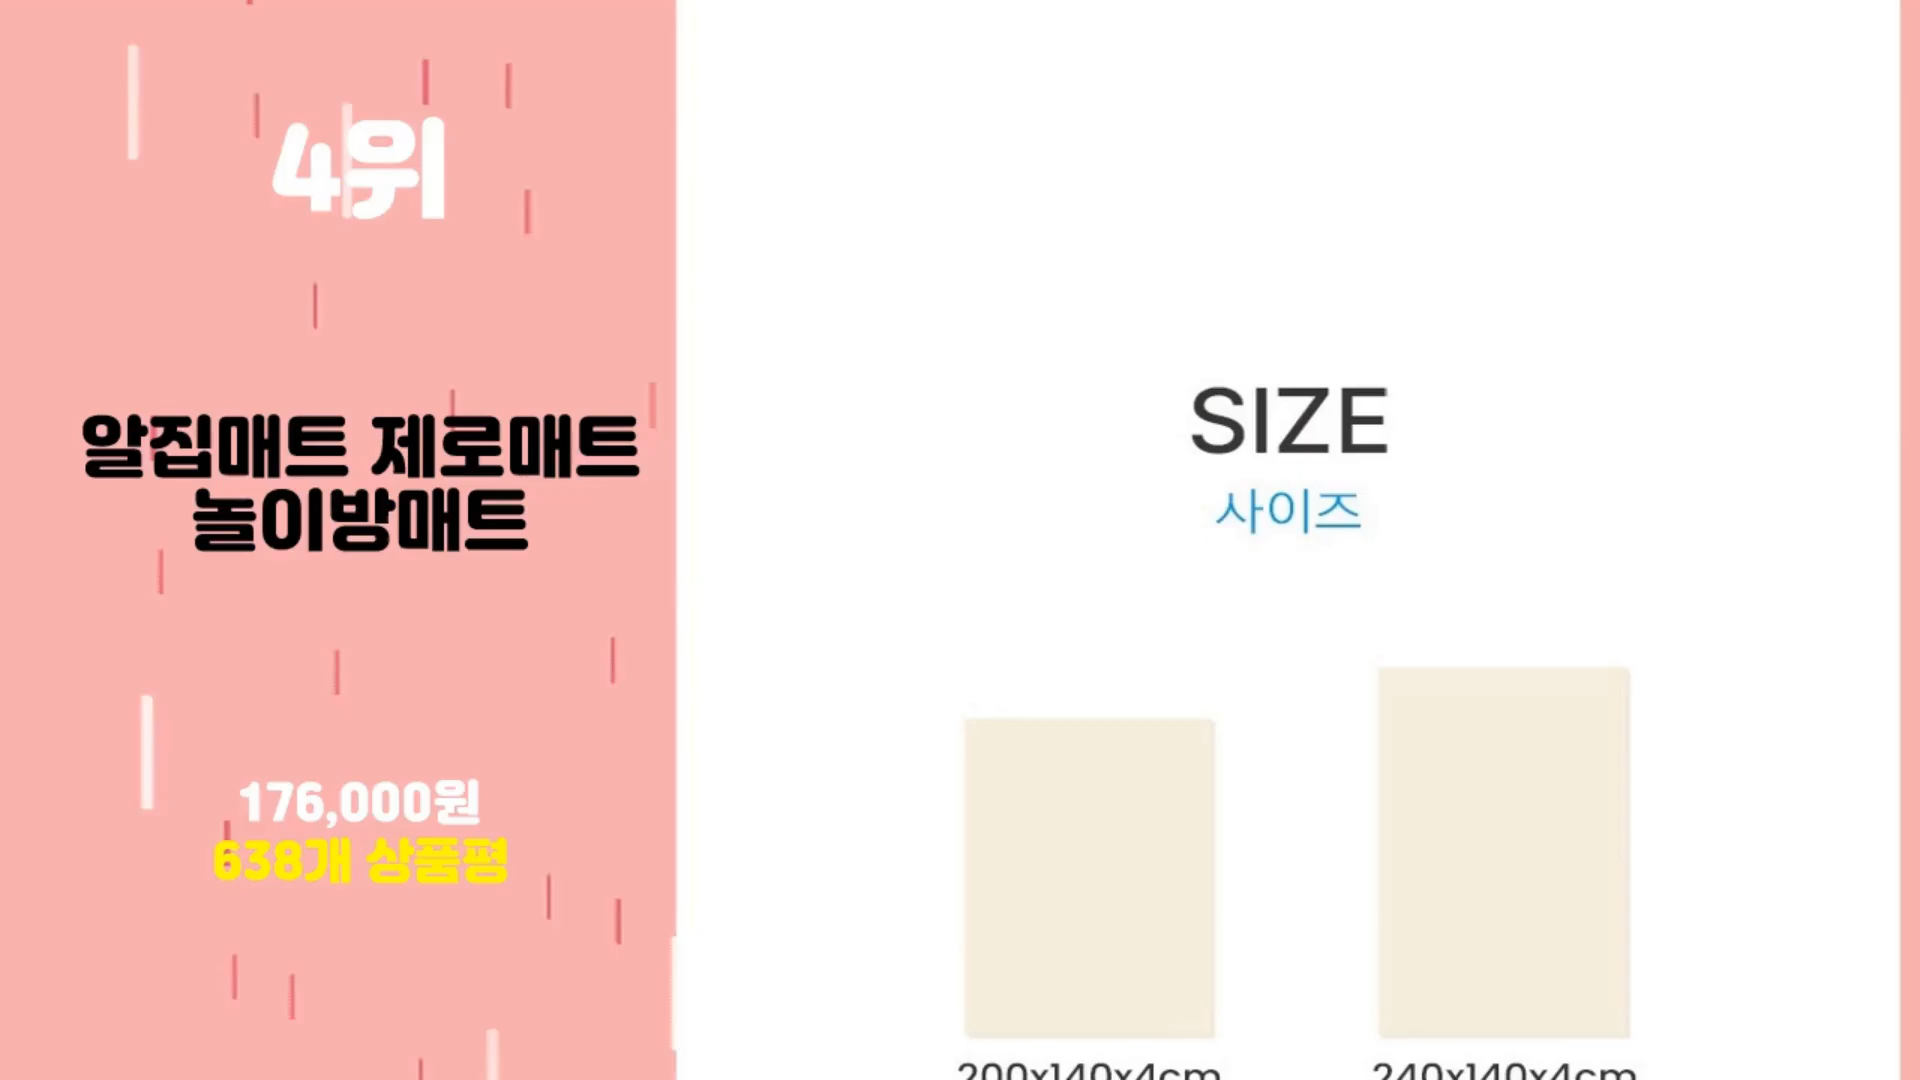 4위
알집매트 제로매트
놀이방매트
176,000원
638개 상품평
SIZE
사이즈
200x140x4cm
240x140x4cm